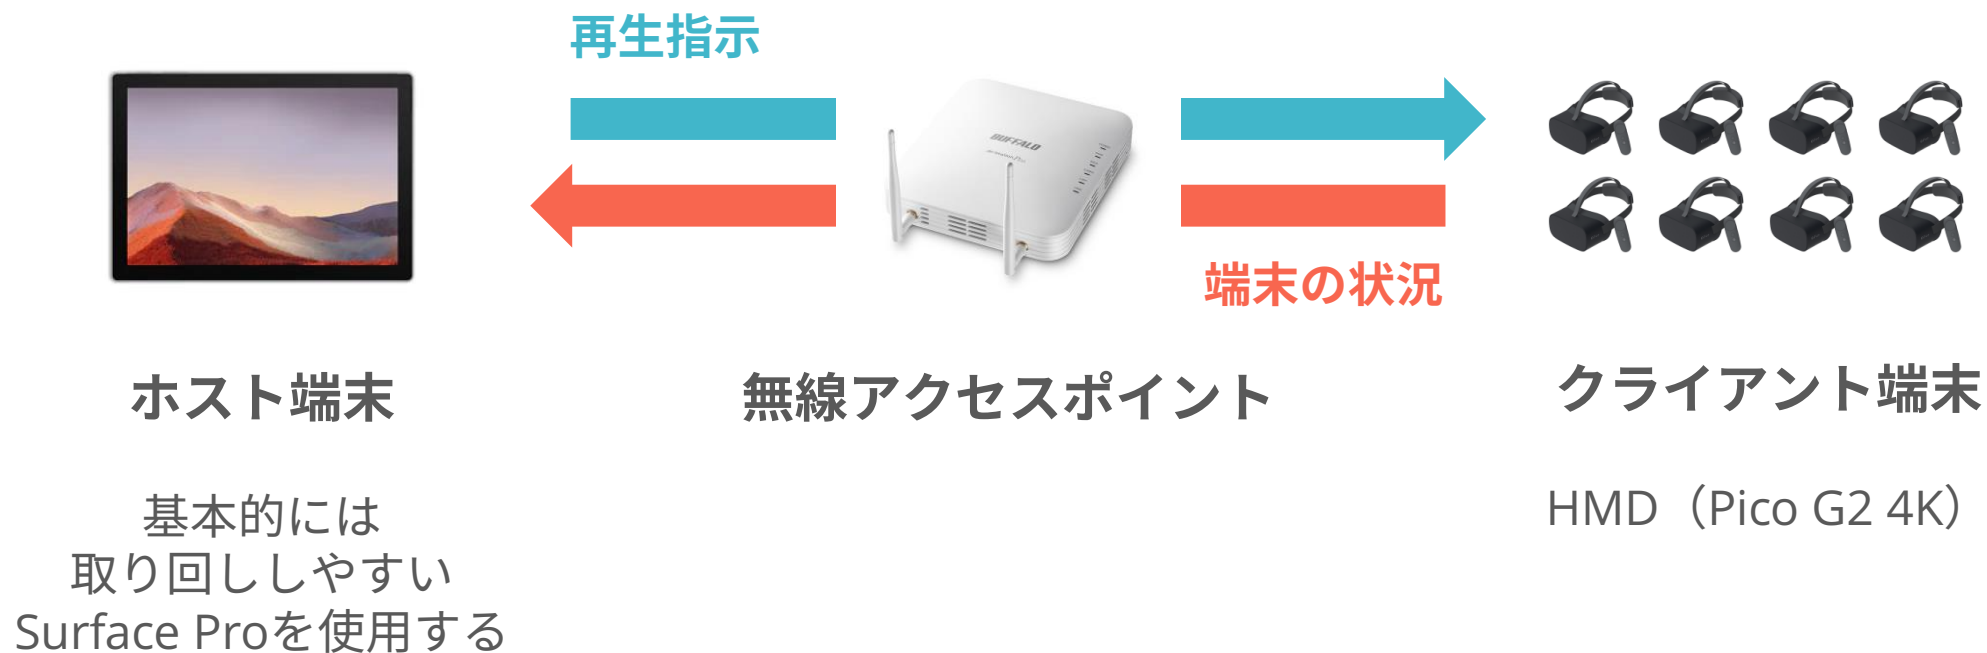 再生指示
BUFFALO
端末の状況
ホスト端末
無線アクセスポイント
クライアント端末
基本的には
取り回ししやすい
Surface Proを使用する
HMD（Pico G2 4K）